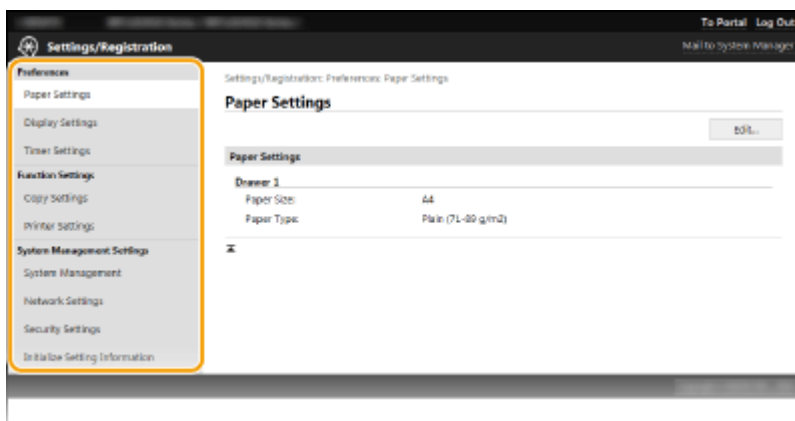 To Portal Log Out
Settings/Registration
Mail to System Manager
Preferences
Paper Settings
Display Settings
Timer Settings
Function Settings
Copy Settings
Printer Settings
System Management Settings
System Management
Network Settings
Security Settings
Initialize Setting Information
Settings/Registration: Preferences: Paper Settings
Paper Settings
Edit...
Paper Settings
Drawer 1
Paper Size: A4
Paper Type: Plain (71-89 g/m2)